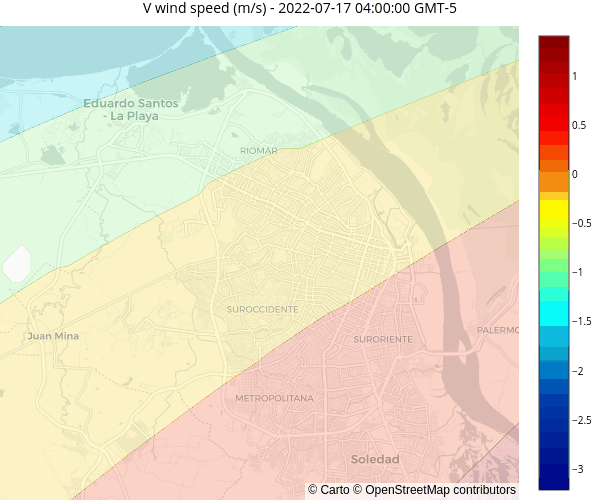 V wind speed (m/s) - 2022-07-17 04:00:00 GMT-5
Eduardo Santos
- La Playa
RIOMAR
SUROCCIDENTE
Juan Mina
SURORIENTE
PALERMO
METROPOLITANA
Soledad
© Carto © OpenStreetMap contributors
1
0.5
0
−0.5
−1
−1.5
−2
−2.5
−3